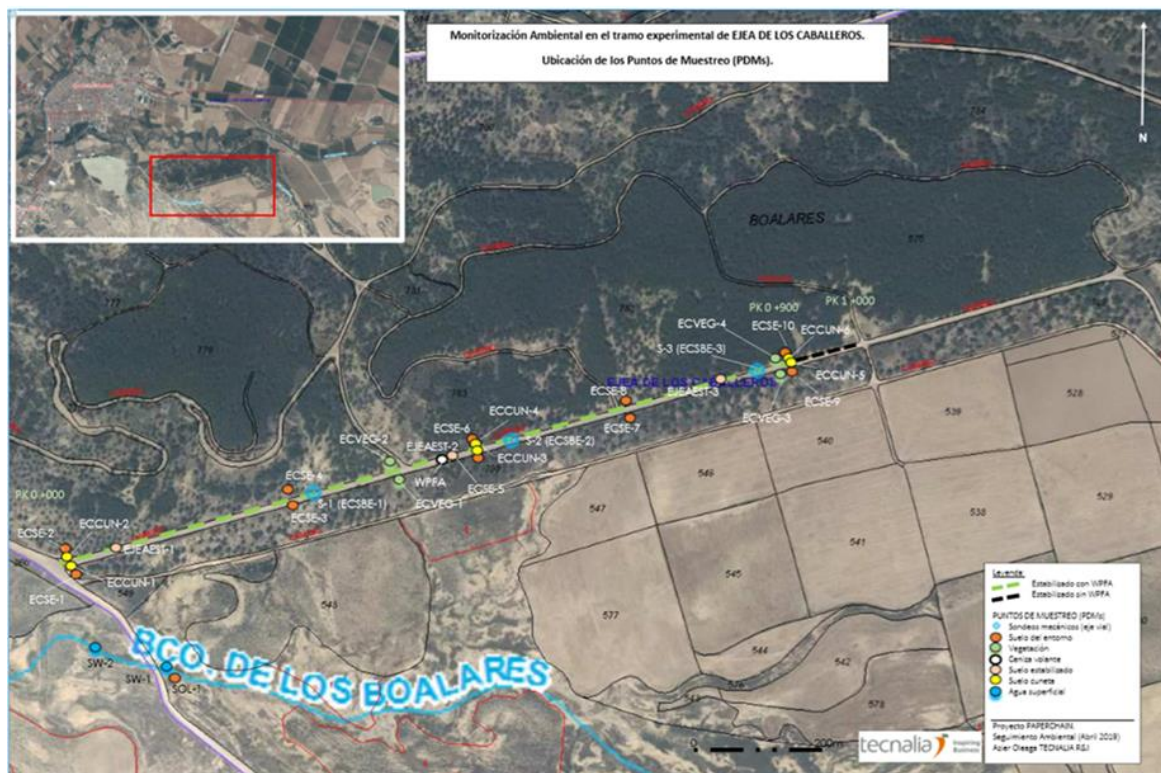 Monitorización Ambiental en el tramo experimental de EJEA DE LOS CABALLEROS.
Ubicación de los Puntos de Muestreo (PDMs).
N
BOALARES
PK 0 +900
PK 1 +000
ECVEG-4
ECSE-10
ECCUN-6
S-3 (ECSBE-3)
EJEA DE LOS CABALLEROS
EJEAEST-3
ECCUN-5
ECSE-9
ECVEG-3
ECSE-8
ECSE-7
ECCUN-4
ECSE-6
S-2 (ECSBE-2)
ECCUN-3
ECSE-5
ECVEG-2
EJEAEST-2
WPFA
ECVEG-1
ECSE-4
S-1 (ECSBE-1)
ECSE-3
PK 0 +000
ECCUN-2
ECSE-2
EJEAEST-1
ECCUN-1
ECSE-1
SW-2
SW-1
SOL-1
BCO. DE LOS BOALARES
777
779
783
546
540
539
528
529
538
541
547
545
577
544
542
548
Leyenda:
Estabilizado con WPFA
Estabilizado sin WPFA
PUNTOS DE MUESTREO (PDMs)
Sondeos mecánicos (eje vial)
Suelo del entorno
Vegetación
Ceniza volante
Suelo estabilizado
Suelo cuneta
Agua superficial
Proyecto PAPERCHAIN.
Seguimiento Ambiental (Abril 2019)
Azier Oleaga TECNALIA R&I
0 200m
tecnalia Inspiring Business